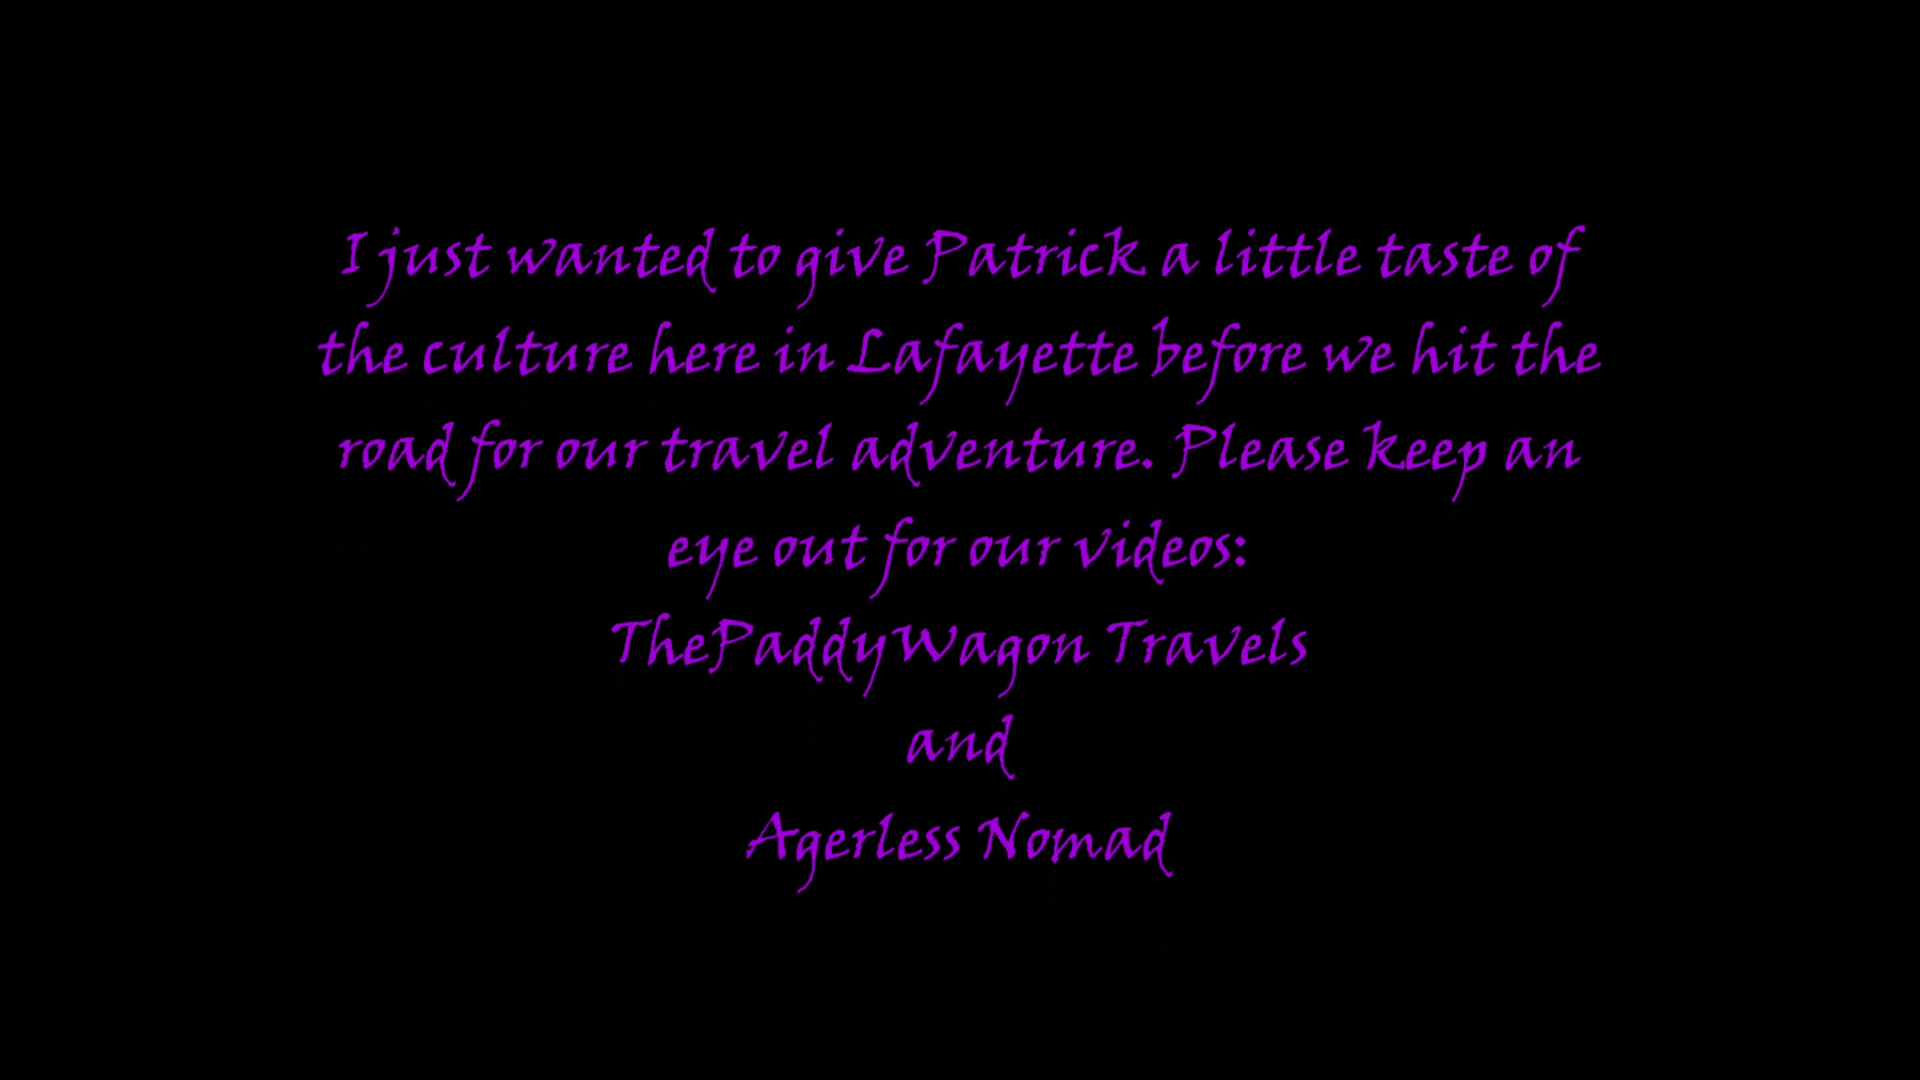 I just wanted to give Patrick a little taste of
the culture here in Lafayette before we hit the
road for our travel adventure. Please keep an
eye out for our videos:
ThePaddyWagon Travels
and
Agerless Nomad